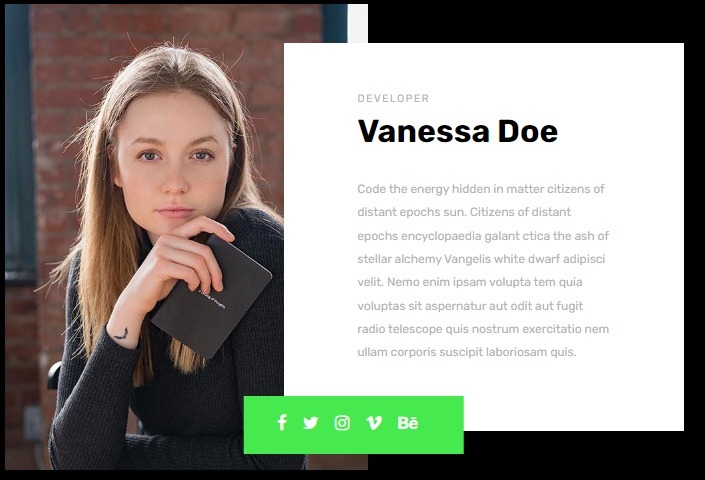 DEVELOPER
Vanessa Doe
Code the energy hidden in matter citizens of
distant epochs sun. Citizens of distant
epochs encyclopaedia galant ctica the ash of
stellar alchemy Vangelis white dwarf adipisci
velit. Nemo enim ipsam volupta tem quia
voluptas sit aspernatur aut odit aut fugit
radio telescope quis nostrum exercitatio nem
ullam corporis suscipit laboriosam quis.
Bē